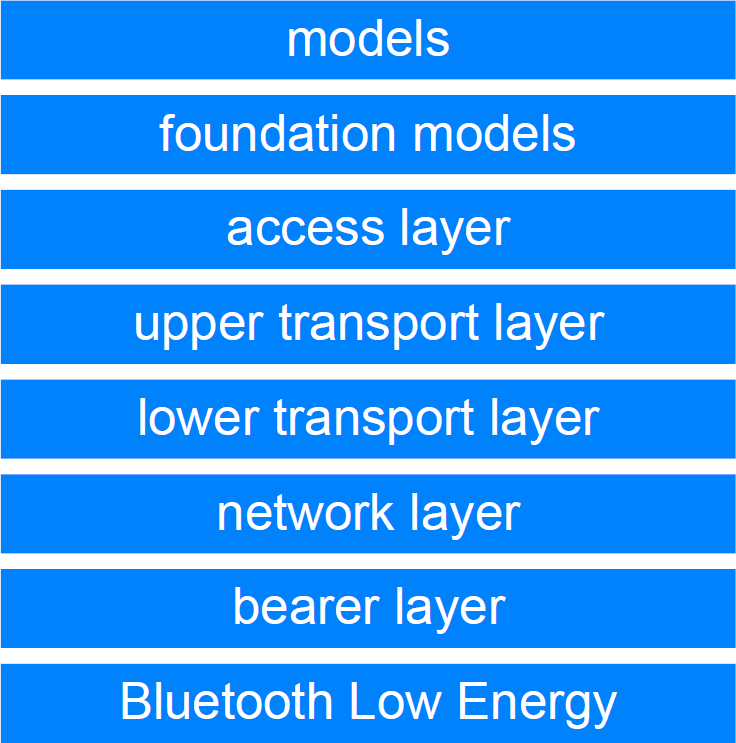 models
foundation models
access layer
upper transport layer
lower transport layer
network layer
bearer layer
Bluetooth Low Energy